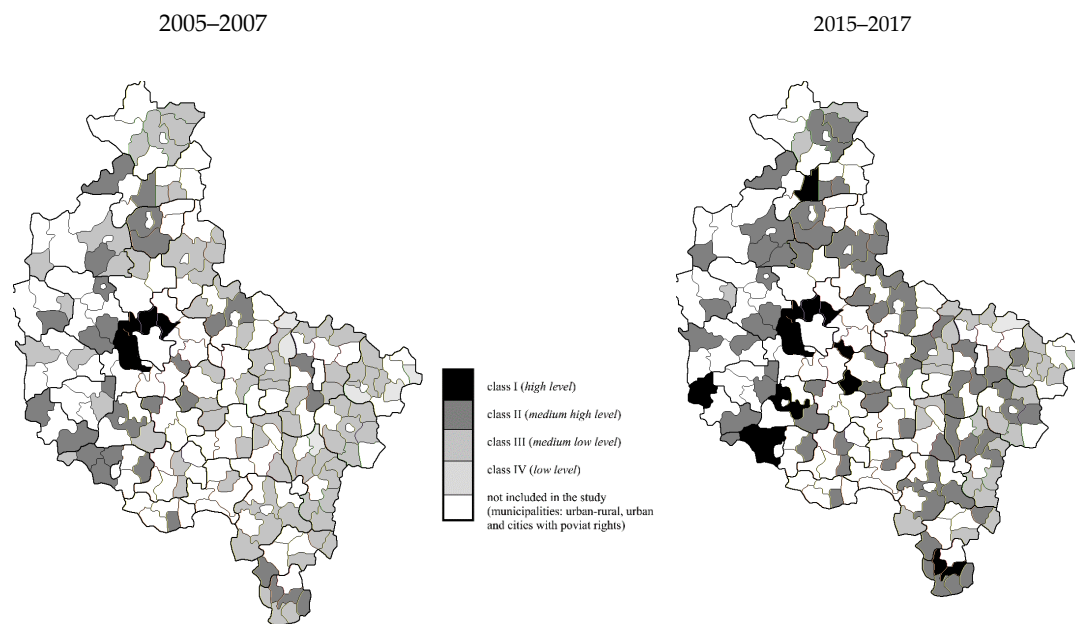 2005–2007
2015–2017
class I (high level)
class II (medium high level)
class III (medium low level)
class IV (low level)
not included in the study
(municipalities: urban-rural, urban
and cities with poviat rights)